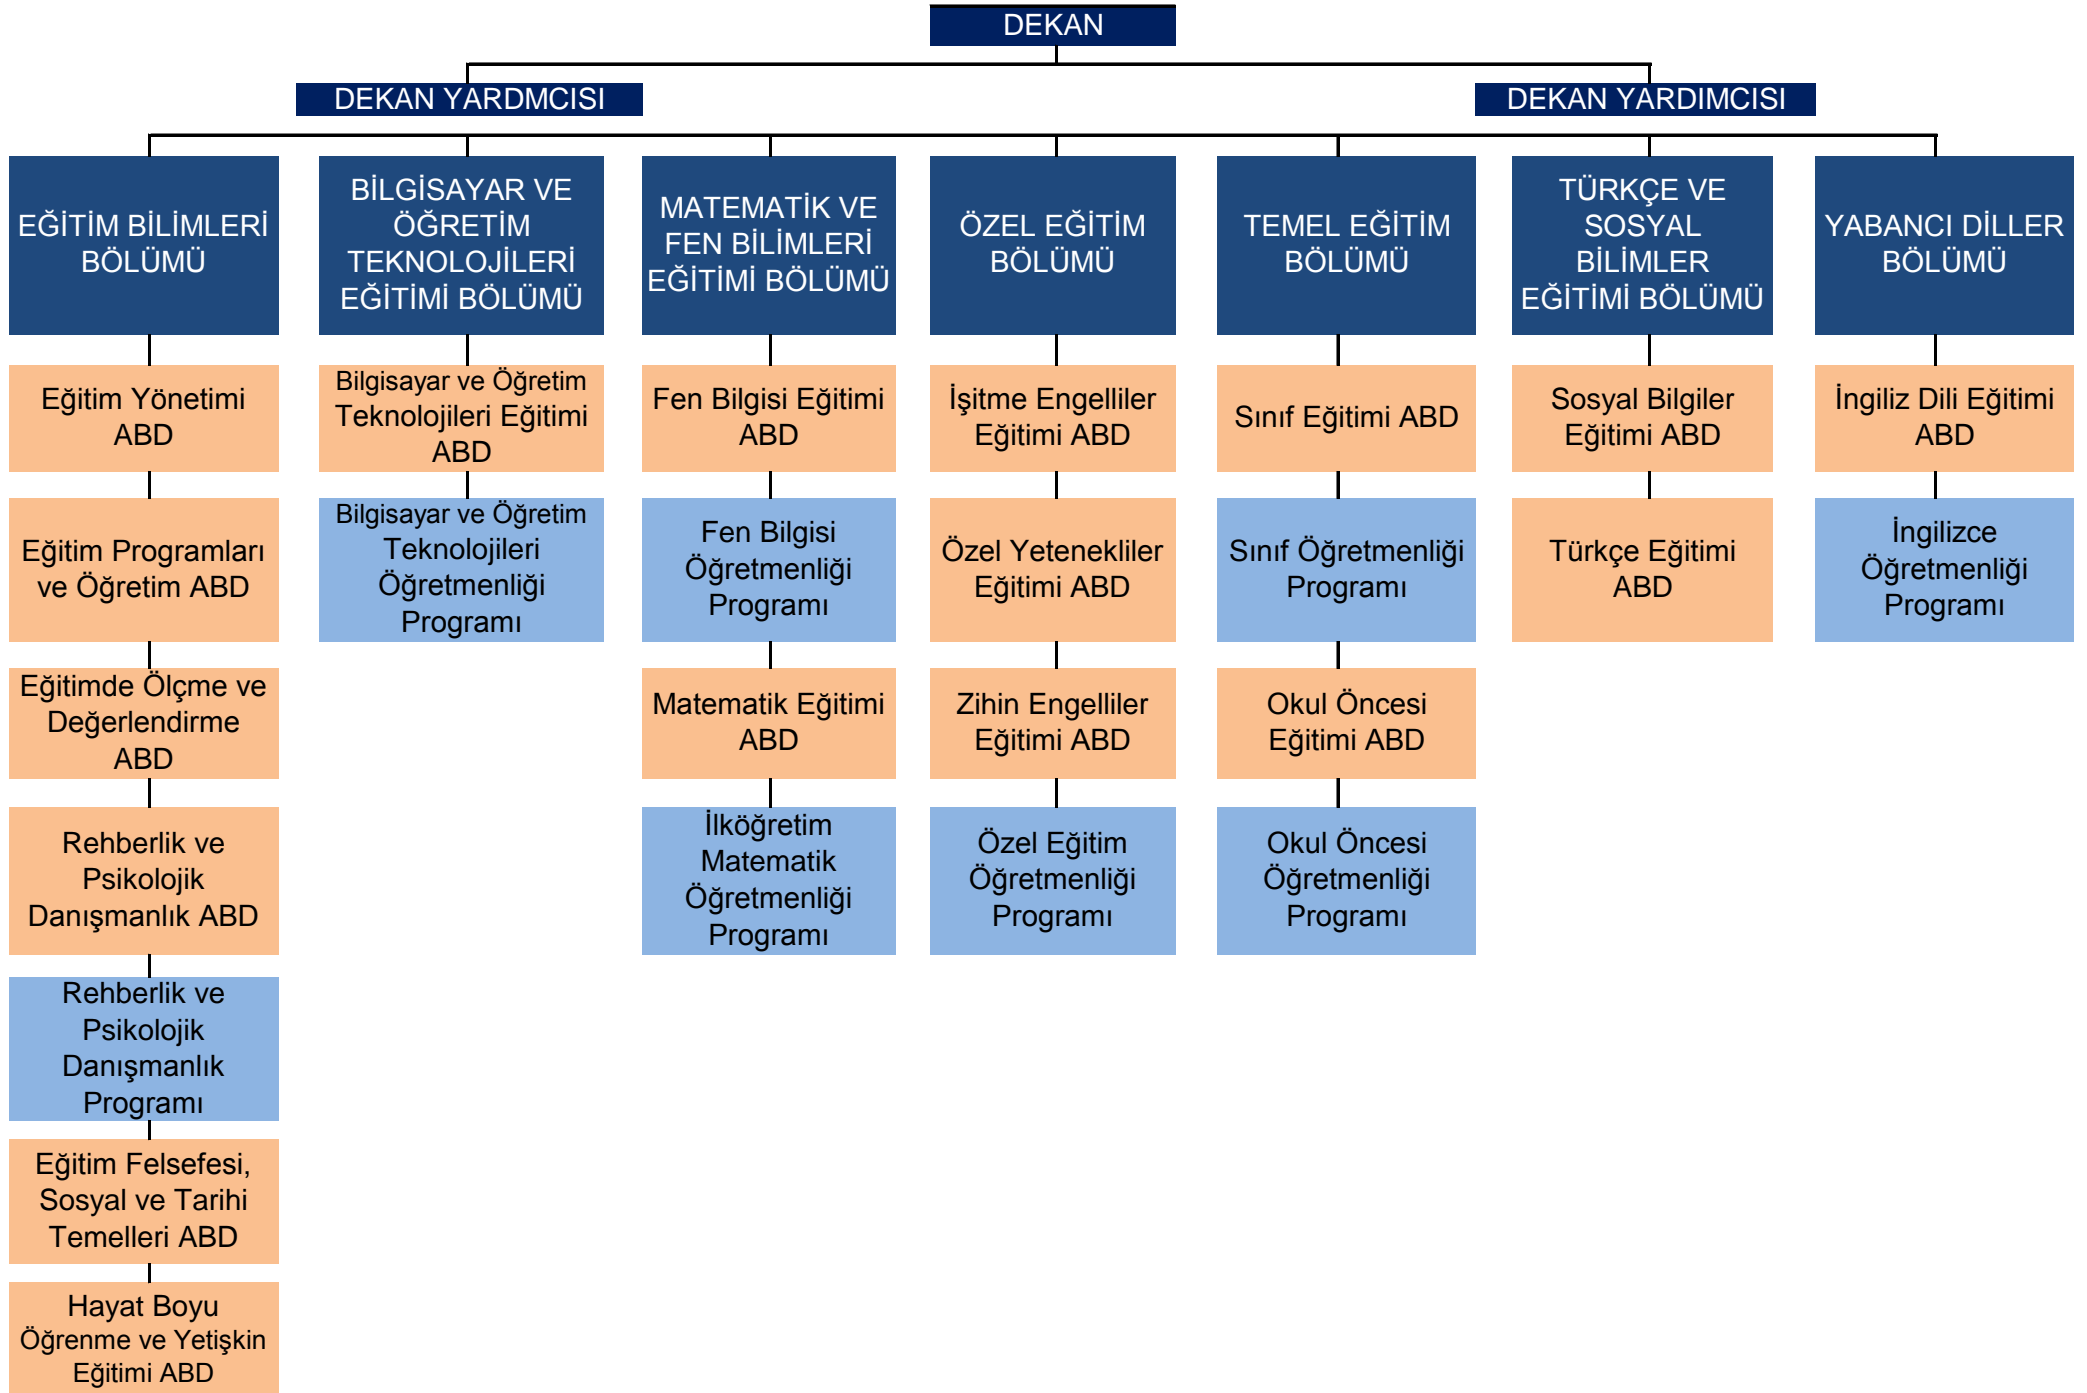 DEKAN
DEKAN YARDMCISI
DEKAN YARDIMCISI
EĞİTİM BİLİMLERİ
BÖLÜMÜ
BİLGİSAYAR VE
ÖĞRETİM
TEKNOLOJİLERİ
EĞİTİMİ BÖLÜMÜ
MATEMATİK VE
FEN BİLİMLERİ
EĞİTİMİ BÖLÜMÜ
ÖZEL EĞİTİM
BÖLÜMÜ
TEMEL EĞİTİM
BÖLÜMÜ
TÜRKÇE VE
SOSYAL
BİLİMLER
EĞİTİMİ BÖLÜMÜ
YABANCI DİLLER
BÖLÜMÜ
Eğitim Yönetimi
ABD
Bilgisayar ve Öğretim
Teknolojileri Eğitimi
ABD
Fen Bilgisi Eğitimi
ABD
İşitme Engelliler
Eğitimi ABD
Sınıf Eğitimi ABD
Sosyal Bilgiler
Eğitimi ABD
İngiliz Dili Eğitimi
ABD
Eğitim Programları
ve Öğretim ABD
Bilgisayar ve Öğretim
Teknolojileri
Öğretmenliği
Programı
Fen Bilgisi
Öğretmenliği
Programı
Özel Yetenekliler
Eğitimi ABD
Sınıf Öğretmenliği
Programı
Türkçe Eğitimi
ABD
İngilizce
Öğretmenliği
Programı
Eğitimde Ölçme ve
Değerlendirme
ABD
Matematik Eğitimi
ABD
Zihin Engelliler
Eğitimi ABD
Okul Öncesi
Eğitimi ABD
Rehberlik ve
Psikolojik
Danışmanlık ABD
İlköğretim
Matematik
Öğretmenliği
Programı
Özel Eğitim
Öğretmenliği
Programı
Okul Öncesi
Öğretmenliği
Programı
Rehberlik ve
Psikolojik
Danışmanlık
Programı
Eğitim Felsefesi,
Sosyal ve Tarihi
Temelleri ABD
Hayat Boyu
Öğrenme ve Yetişkin
Eğitimi ABD